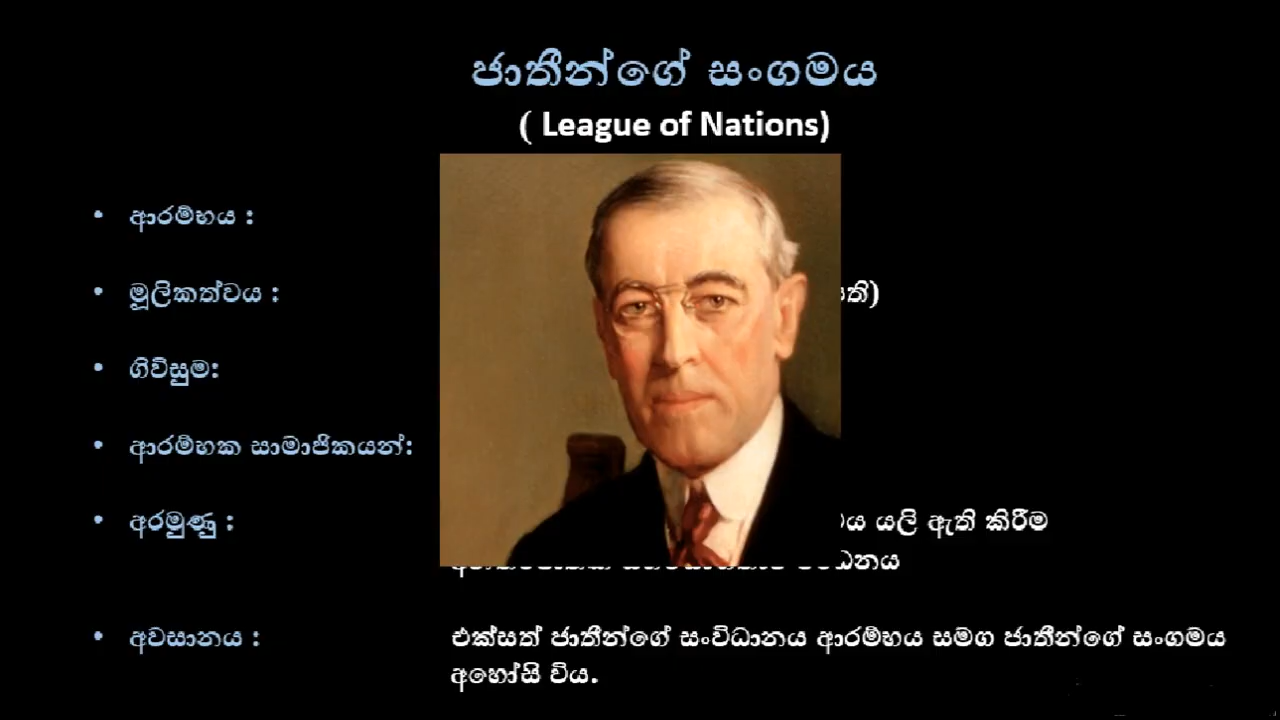 ජාතීන්ගේ සංගමය
( League of Nations)
• ආරම්භය :
• මූලිකත්වය :
• ගිවිසුම:
• ආරම්භක සාමාජිකයන්:
• අරමුණු : යලි ඇති කිරීම
• අවසානය : එක්සත් ජාතීන්ගේ සංවිධානය ආරම්භය සමග ජාතීන්ගේ සංගමය
අහෝසි විය.